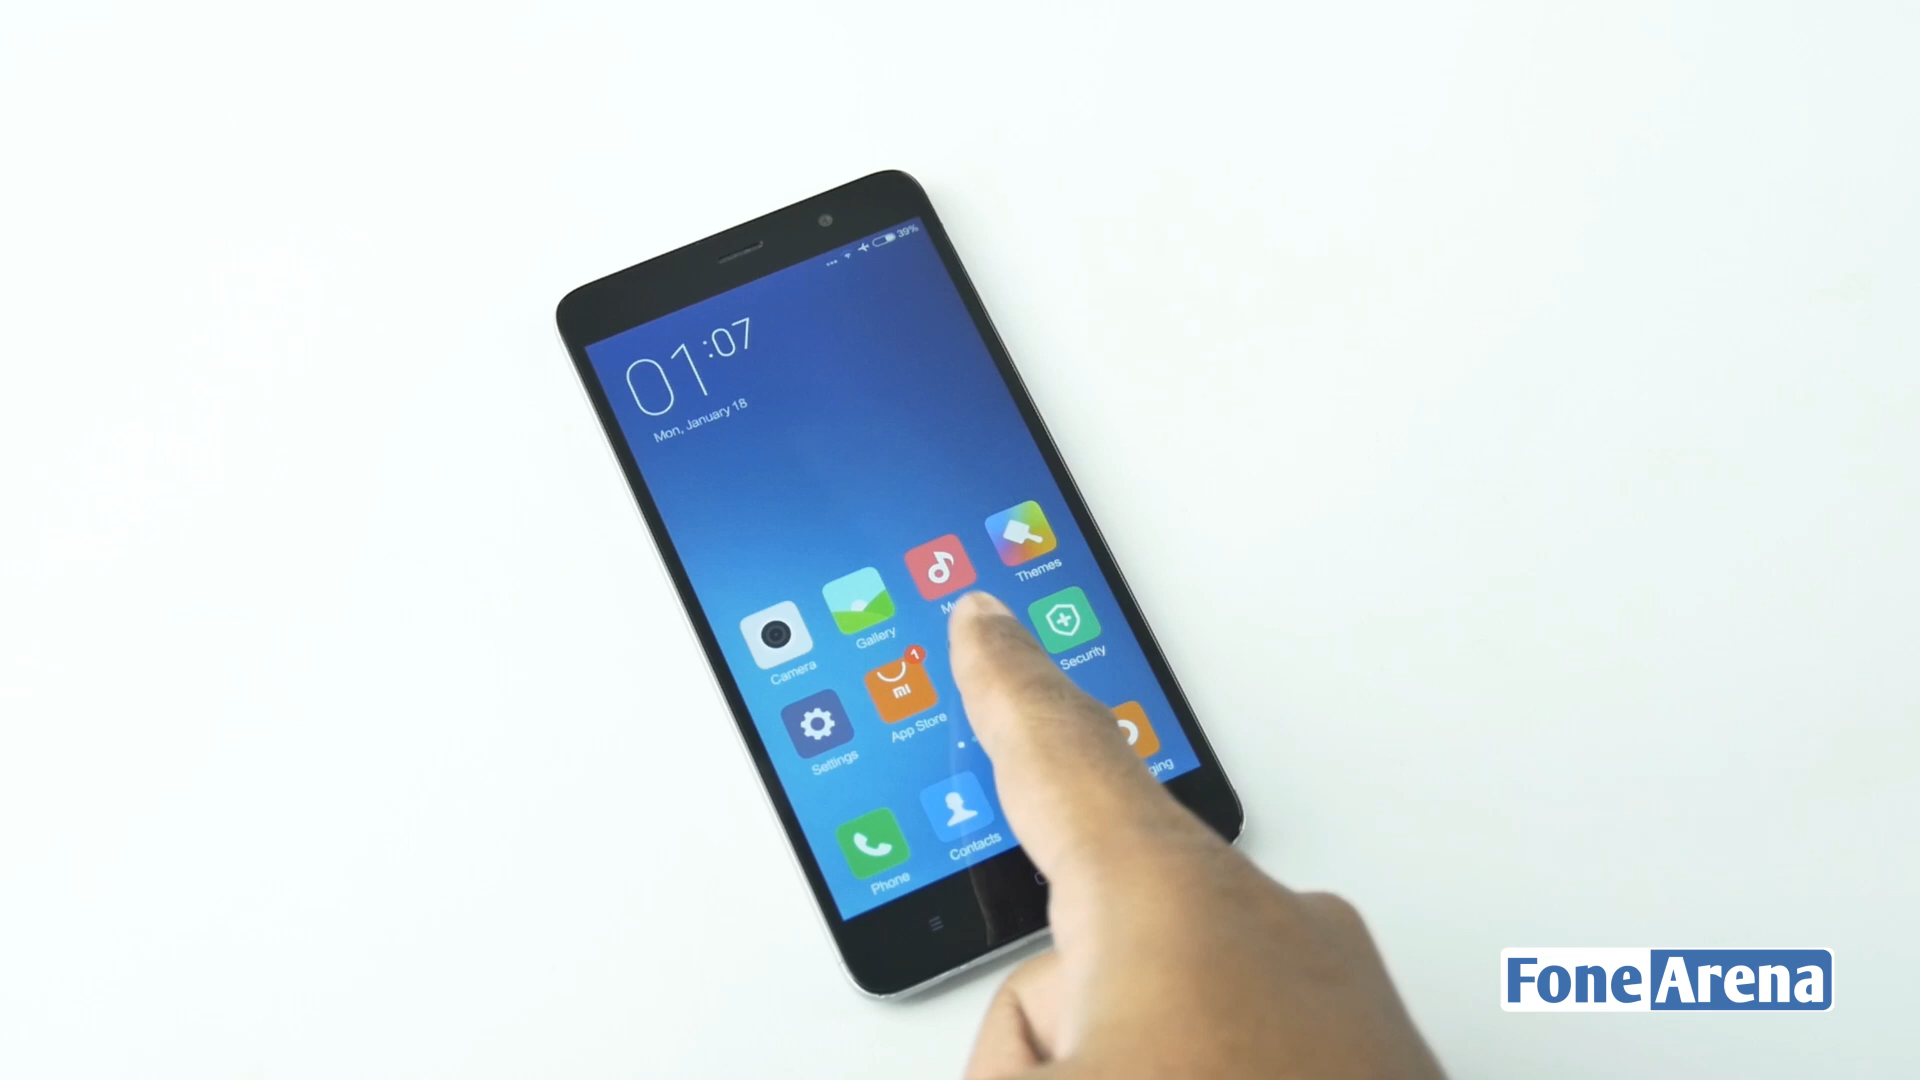 39%
01:07
Mon, January 18
Camera
Gallery
Themes
Settings
App Store
mi
1
Security
Phone
Contacts
FoneArena